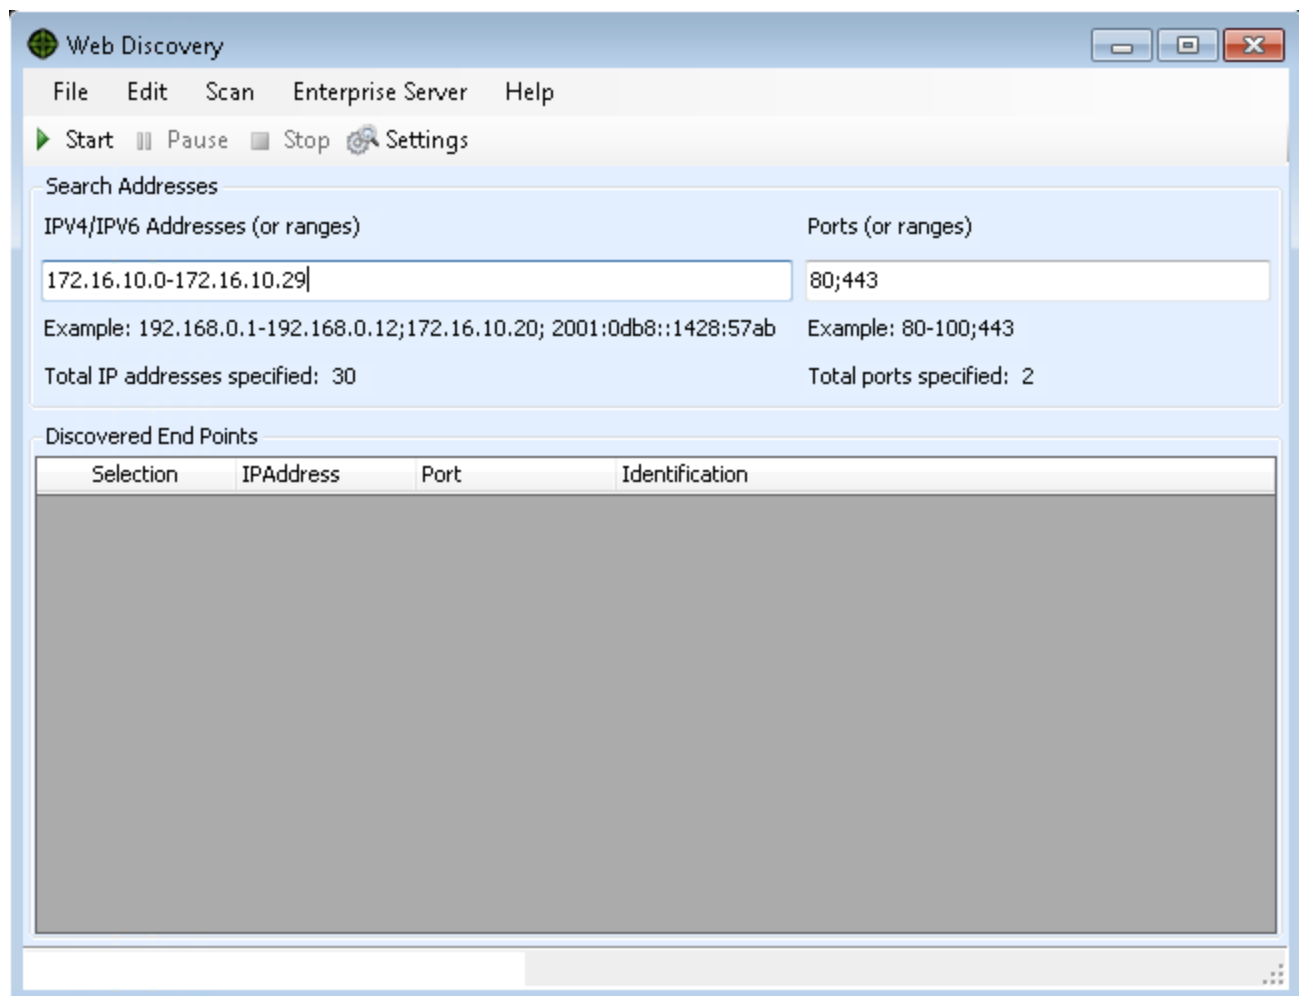 Web Discovery
File Edit Scan Enterprise Server Help
Start Pause Stop Settings
Search Addresses
IPV4/IPV6 Addresses (or ranges) Ports (or ranges)
172.16.10.0-172.16.10.29 80;443
Example: 192.168.0.1-192.168.0.12;172.16.10.20; 2001:0db8::1428:57ab Example: 80-100;443
Total IP addresses specified: 30 Total ports specified: 2
Discovered End Points
Selection IPAddress Port Identification